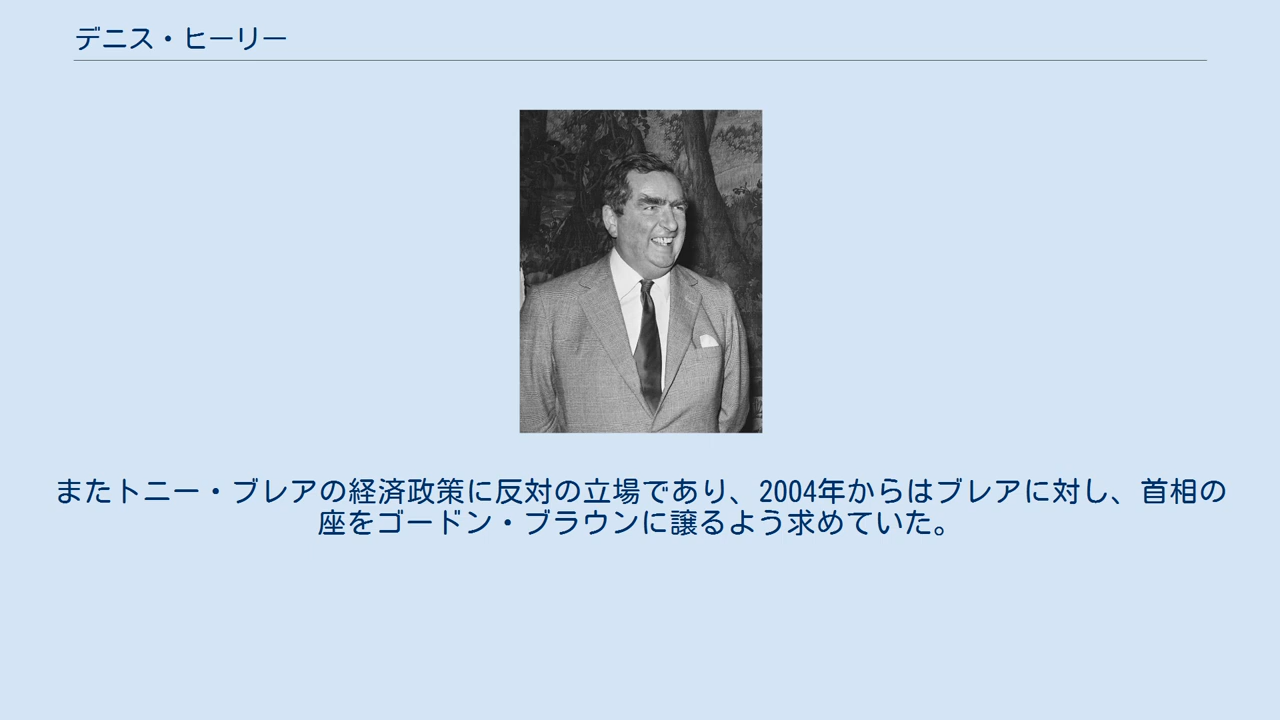 デニス・ヒーリー
またトニー・ブレアの経済政策に反対の立場であり、2004年からはブレアに対し、首相の
座をゴードン・ブラウンに譲るよう求めていた。